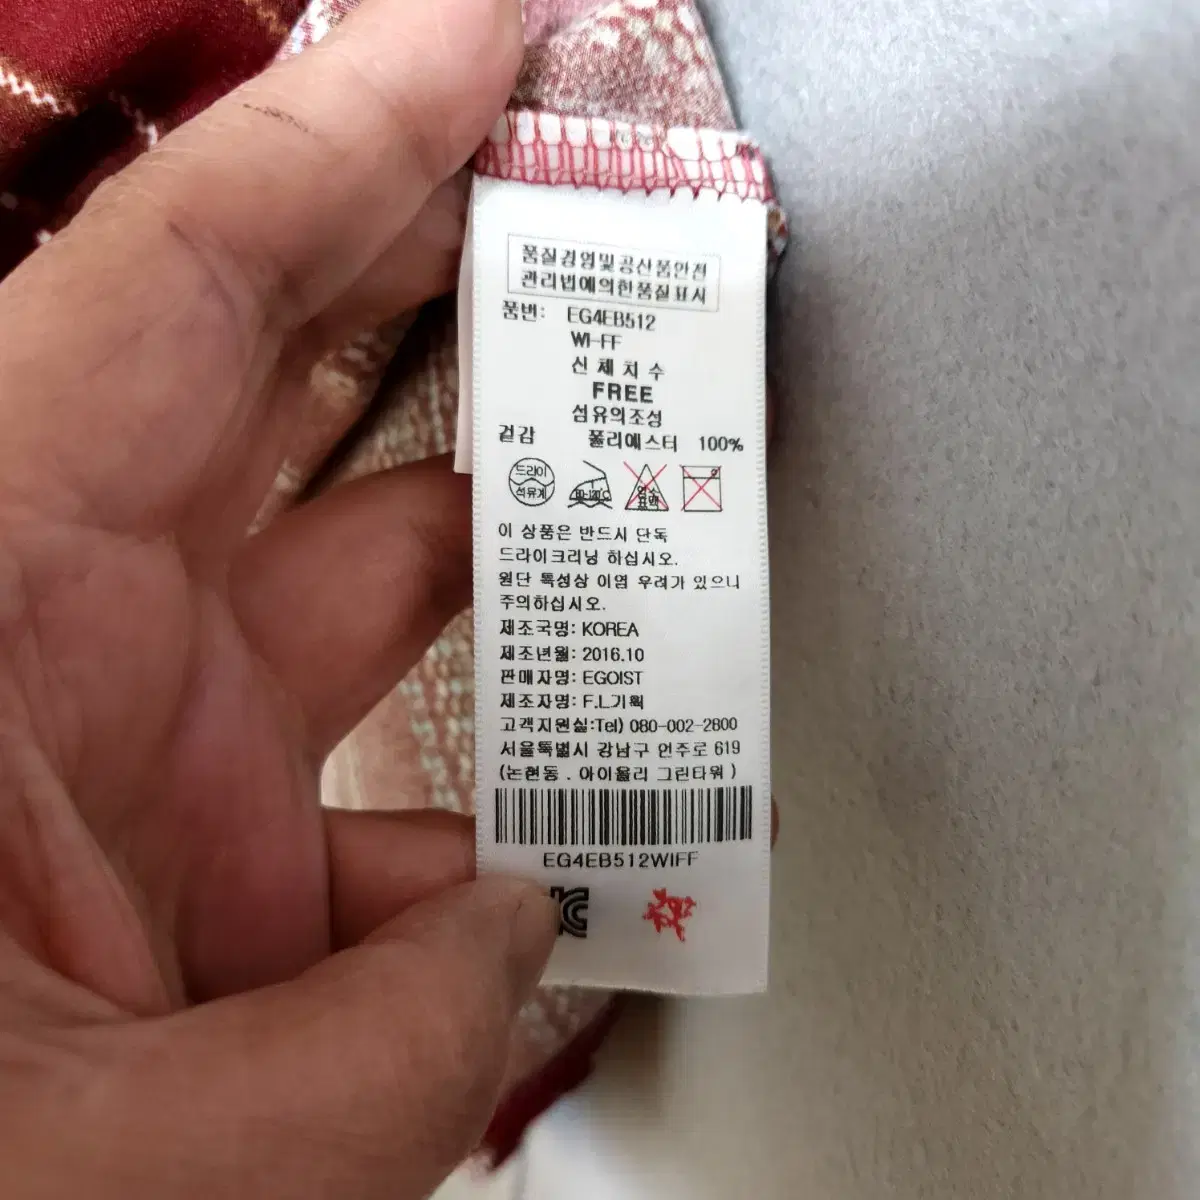 품질경영및공산품안전
관리법에의한품질표시
품번: EG4EB512
WI-FF
신체치수
FREE
섬유의조성
겉감 폴리에스터 100%
드라이
석유계
이 상품은 반드시 단독
드라이크리닝 하십시오.
원단 특성상 이염 우려가 있으니
주의하십시오.
제조국명: KOREA
제조년월: 2016.10
판매자명: EGOIST
제조자명: F.L기획
고객지원실:Tel) 080-002-2800
서울특별시 강남구 언주로 619
(논현동 . 아이올리 그린타워 )
EG4EB512WIFF